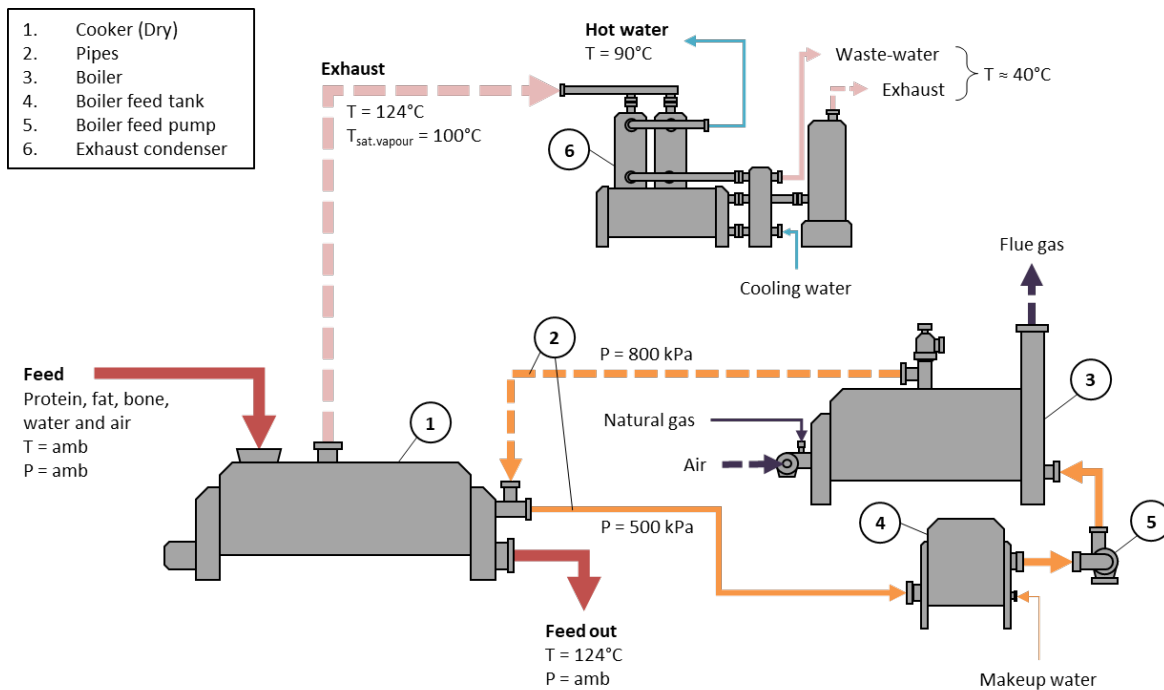 1. Cooker (Dry)
2. Pipes
3. Boiler
4. Boiler feed tank
5. Boiler feed pump
6. Exhaust condenser
Hot water
T = 90°C
Waste-water
Exhaust
T ≈ 40°C
Exhaust
T = 124°C
Tsat.vapour = 100°C
6
Cooling water
Flue gas
2
P = 800 kPa
3
Feed
Protein, fat, bone,
water and air
T = amb
P = amb
1
Natural gas
Air
P = 500 kPa
4
5
Feed out
T = 124°C
P = amb
Makeup water